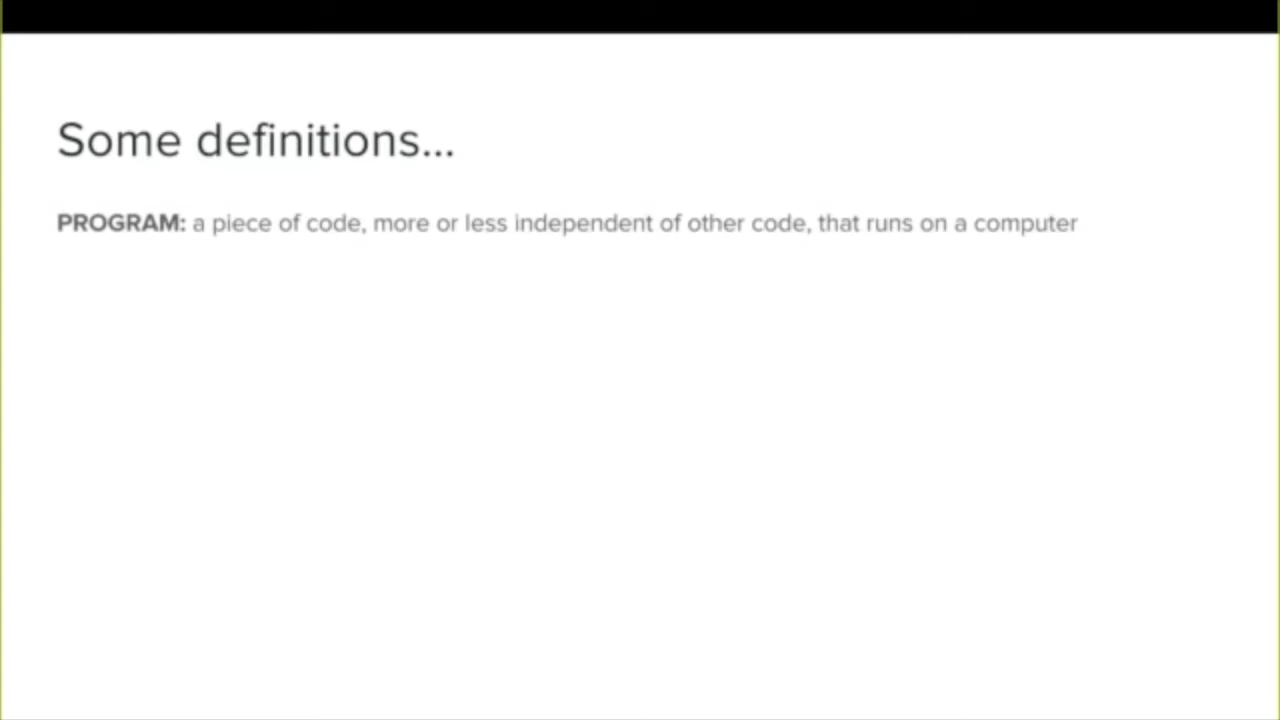 Some definitions...
PROGRAM: a piece of code, more or less independent of other code, that runs on a computer